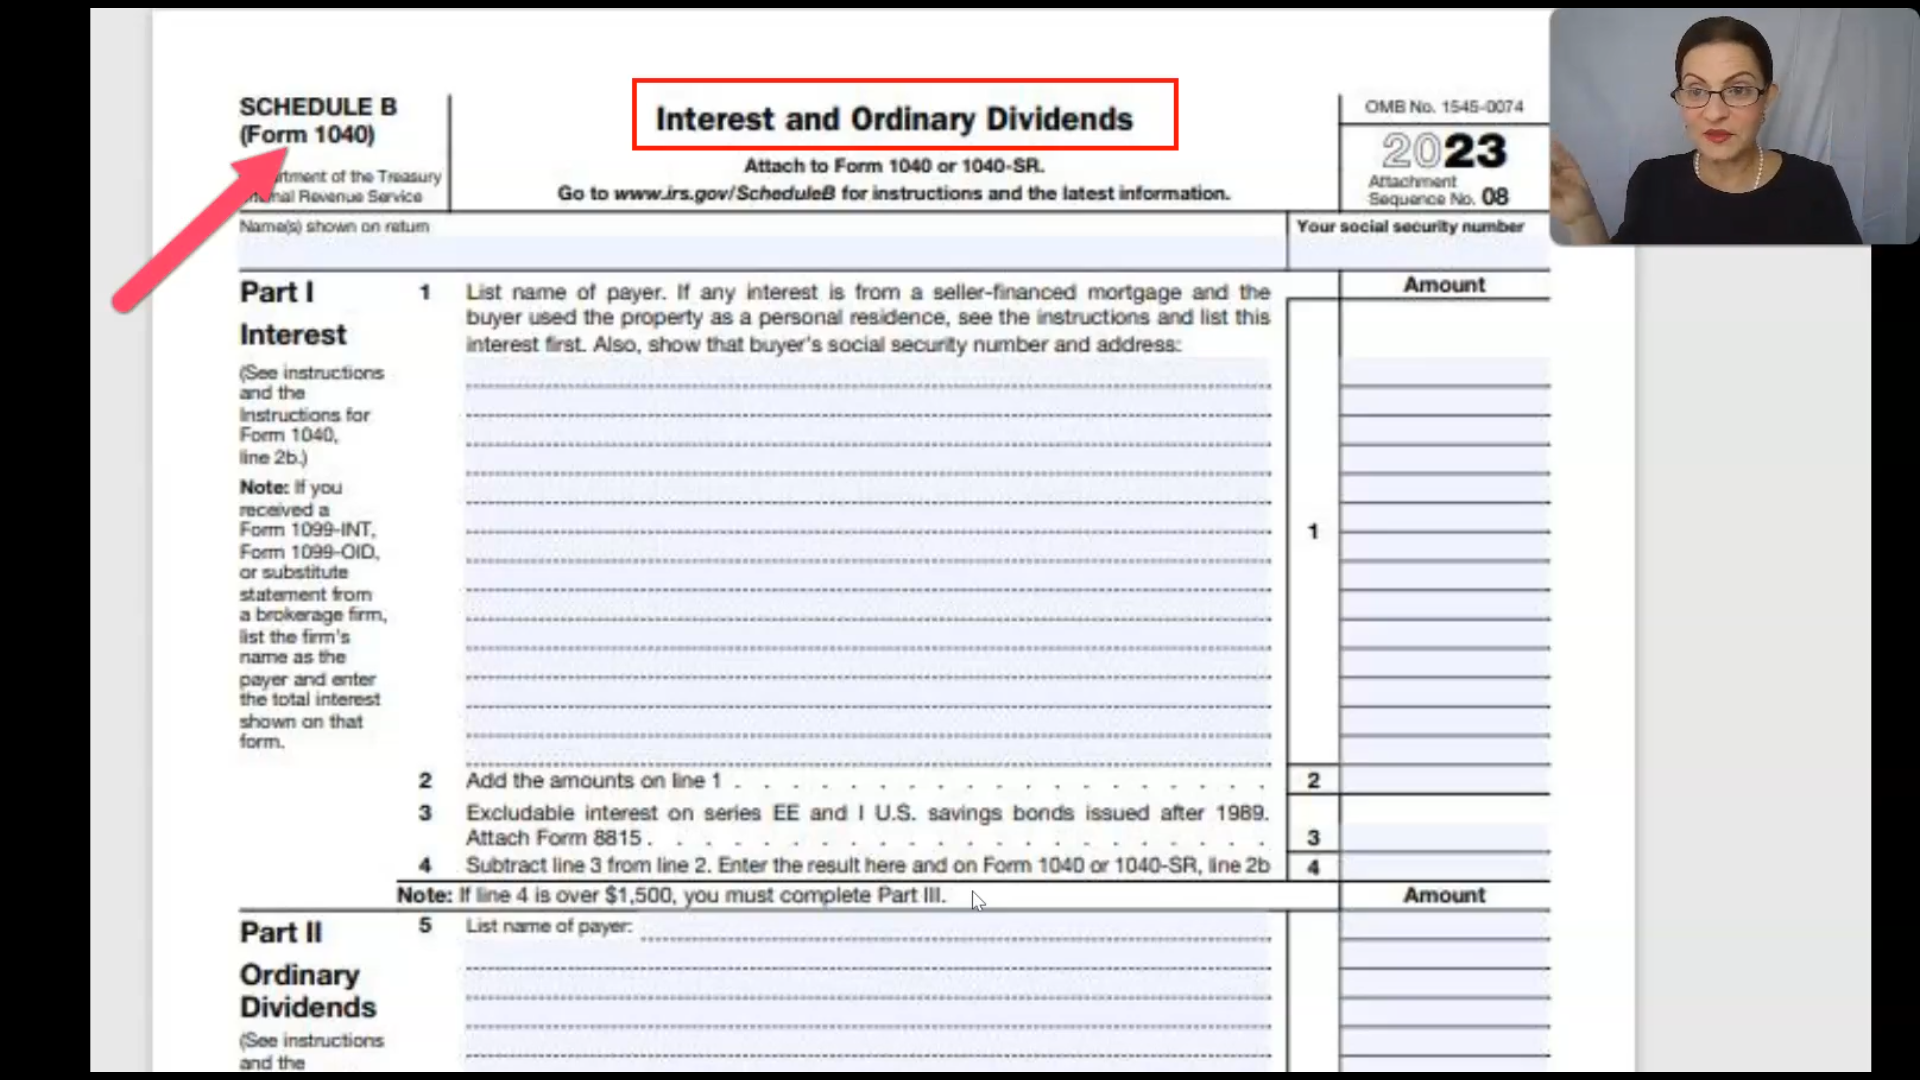 SCHEDULE B
(Form 1040)
Interest and Ordinary Dividends
Attach to Form 1040 or 1040-SR.
Go to www.irs.gov/ScheduleB for instructions and the latest information.
OMB No. 1545-0074
2023
Attachment
Sequence No. 08
of the Treasury
Revenue Service
Name(s) shown on return
Your social security number
Part I
Interest
(See instructions
and the
Instructions for
Form 1040,
line 2b.)
Note: If you
received a
Form 1099-INT,
Form 1099-OID,
or substitute
statement from
a brokerage firm,
list the firm's
name as the
payer and enter
the total interest
shown on that
form.
1 List name of payer. If any interest is from a seller-financed mortgage and the
buyer used the property as a personal residence, see the instructions and list this
interest first. Also, show that buyer's social security number and address:
Amount
1
2 Add the amounts on line 1 . . . . . . . . . . . . . . . . . . . 2
3 Excludable interest on series EE and I U.S. savings bonds issued after 1989.
Attach Form 8815 . . . . . . . . . . . . . . . . . . . . . . 3
4 Subtract line 3 from line 2. Enter the result here and on Form 1040 or 1040-SR, line 2b 4
Note: If line 4 is over $1,500, you must complete Part III.
Amount
Part II
Ordinary
Dividends
(See instructions
and the
5 List name of payer: